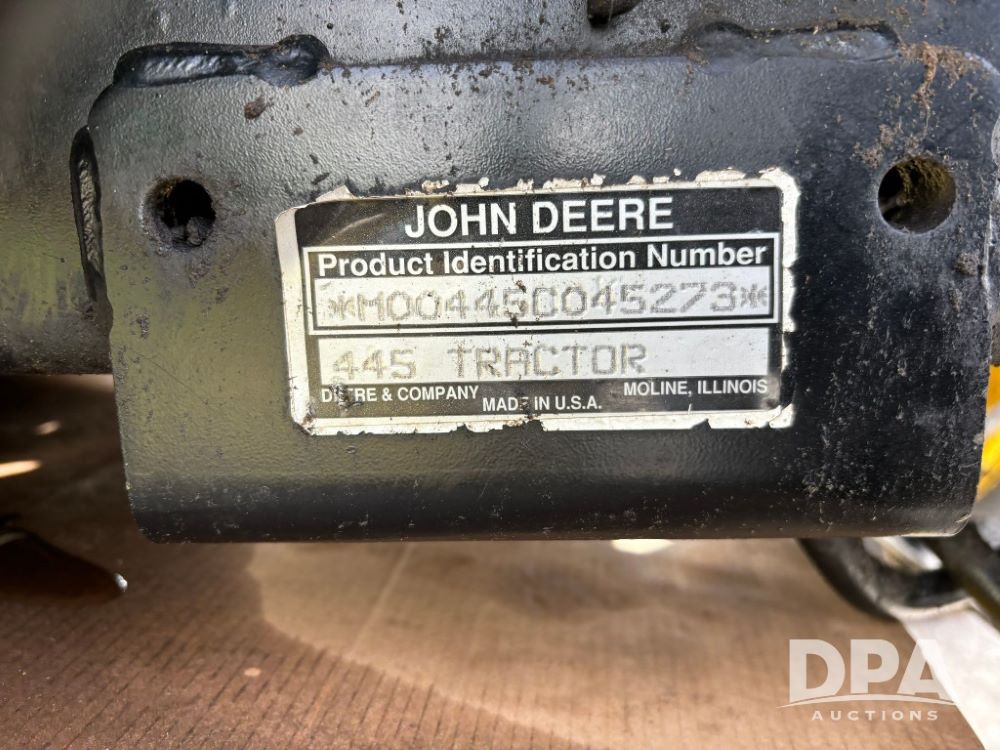 JOHN DEERE
Product Identification Number
*M00445C045273*
445 TRACTOR
DEERE & COMPANY MOLINE, ILLINOIS
MADE IN U.S.A.
DPA
AUCTIONS